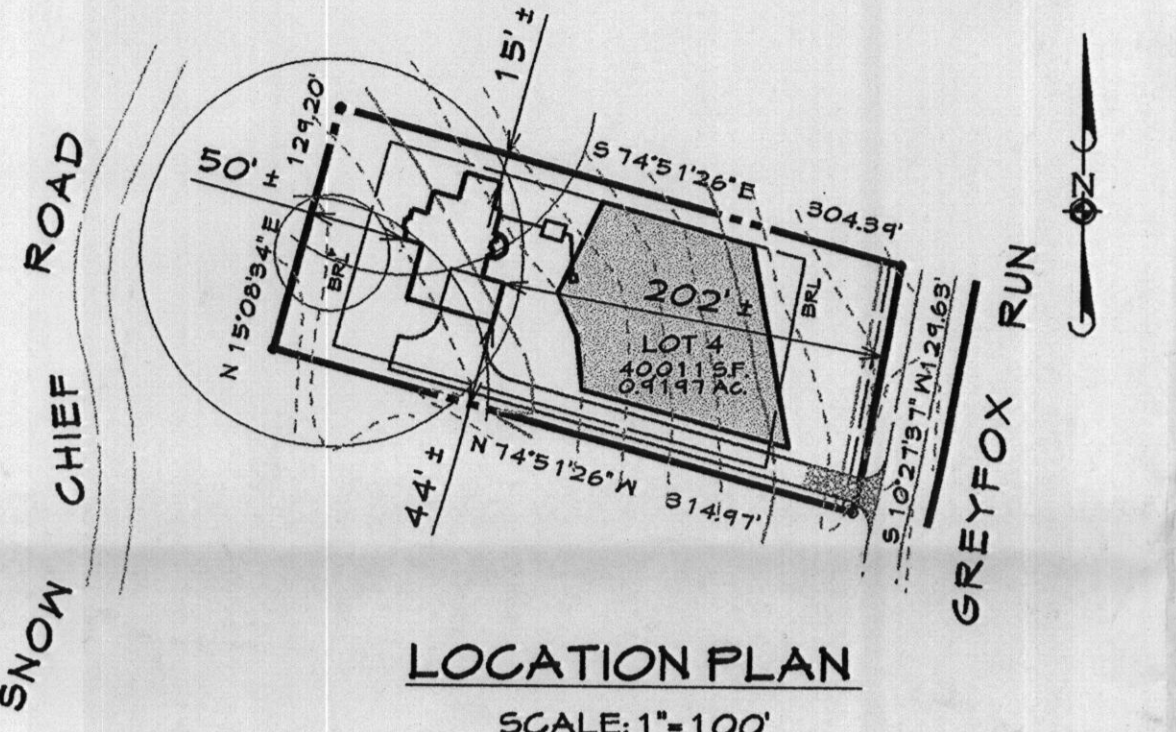 15' ±
129.20'
50' ±
S 74°51'26" E
304.39'
N 15°08'34" E
BRL
202' ±
BRL
LOT 4
40011 S.F.
0.9197 AC.
N 74°51'26" W
314.97'
44' ±
S 10°27'37" W 129.63'
SNOW CHIEF ROAD
GREYFOX RUN
N
LOCATION PLAN
SCALE: 1"=100'